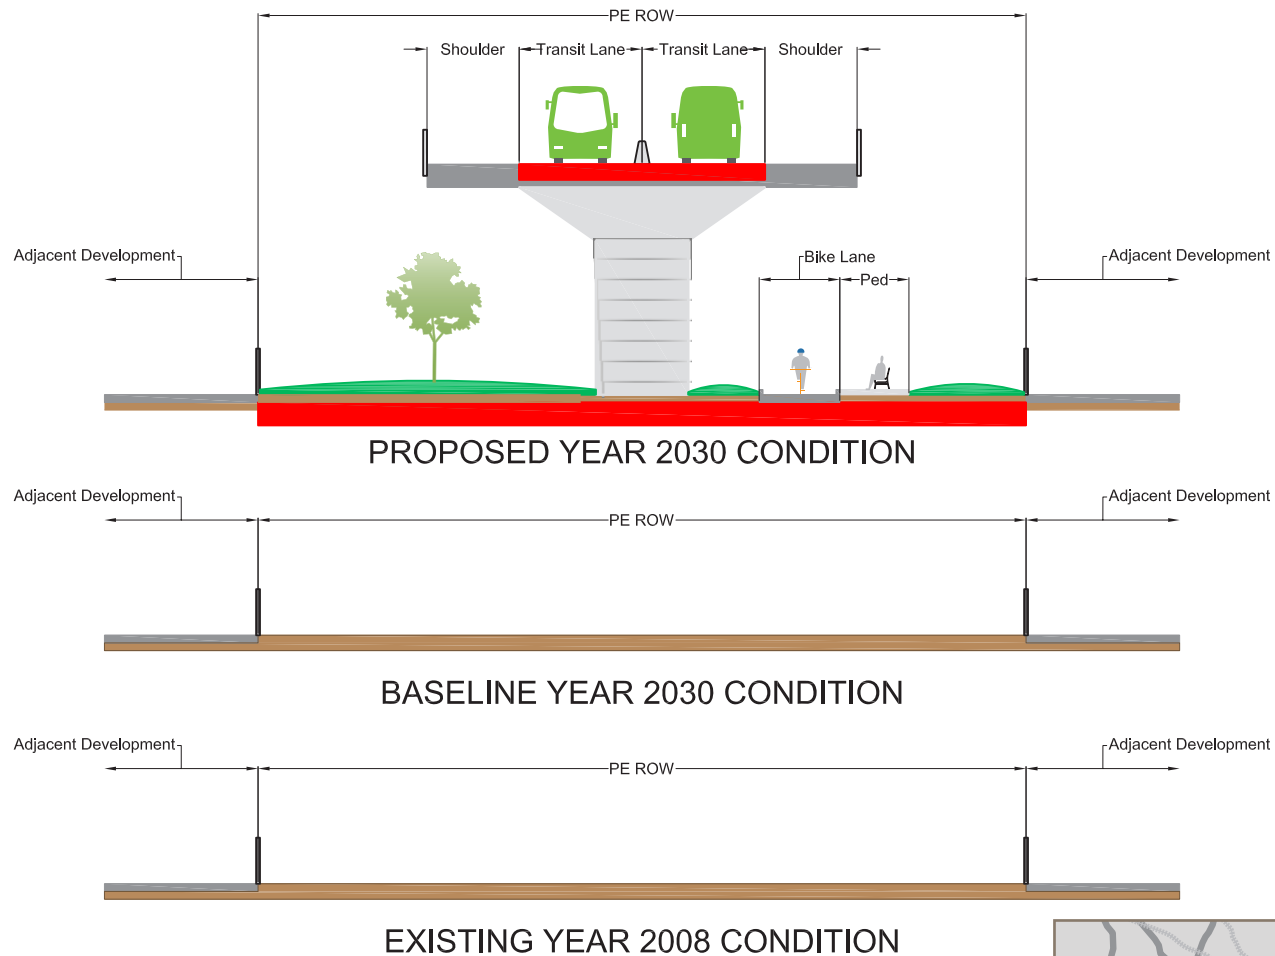 PE ROW
Shoulder Transit Lane Transit Lane Shoulder
Adjacent Development
Bike Lane
Adjacent Development
Ped
PROPOSED YEAR 2030 CONDITION
Adjacent Development
Adjacent Development
PE ROW
BASELINE YEAR 2030 CONDITION
Adjacent Development
Adjacent Development
PE ROW
EXISTING YEAR 2008 CONDITION